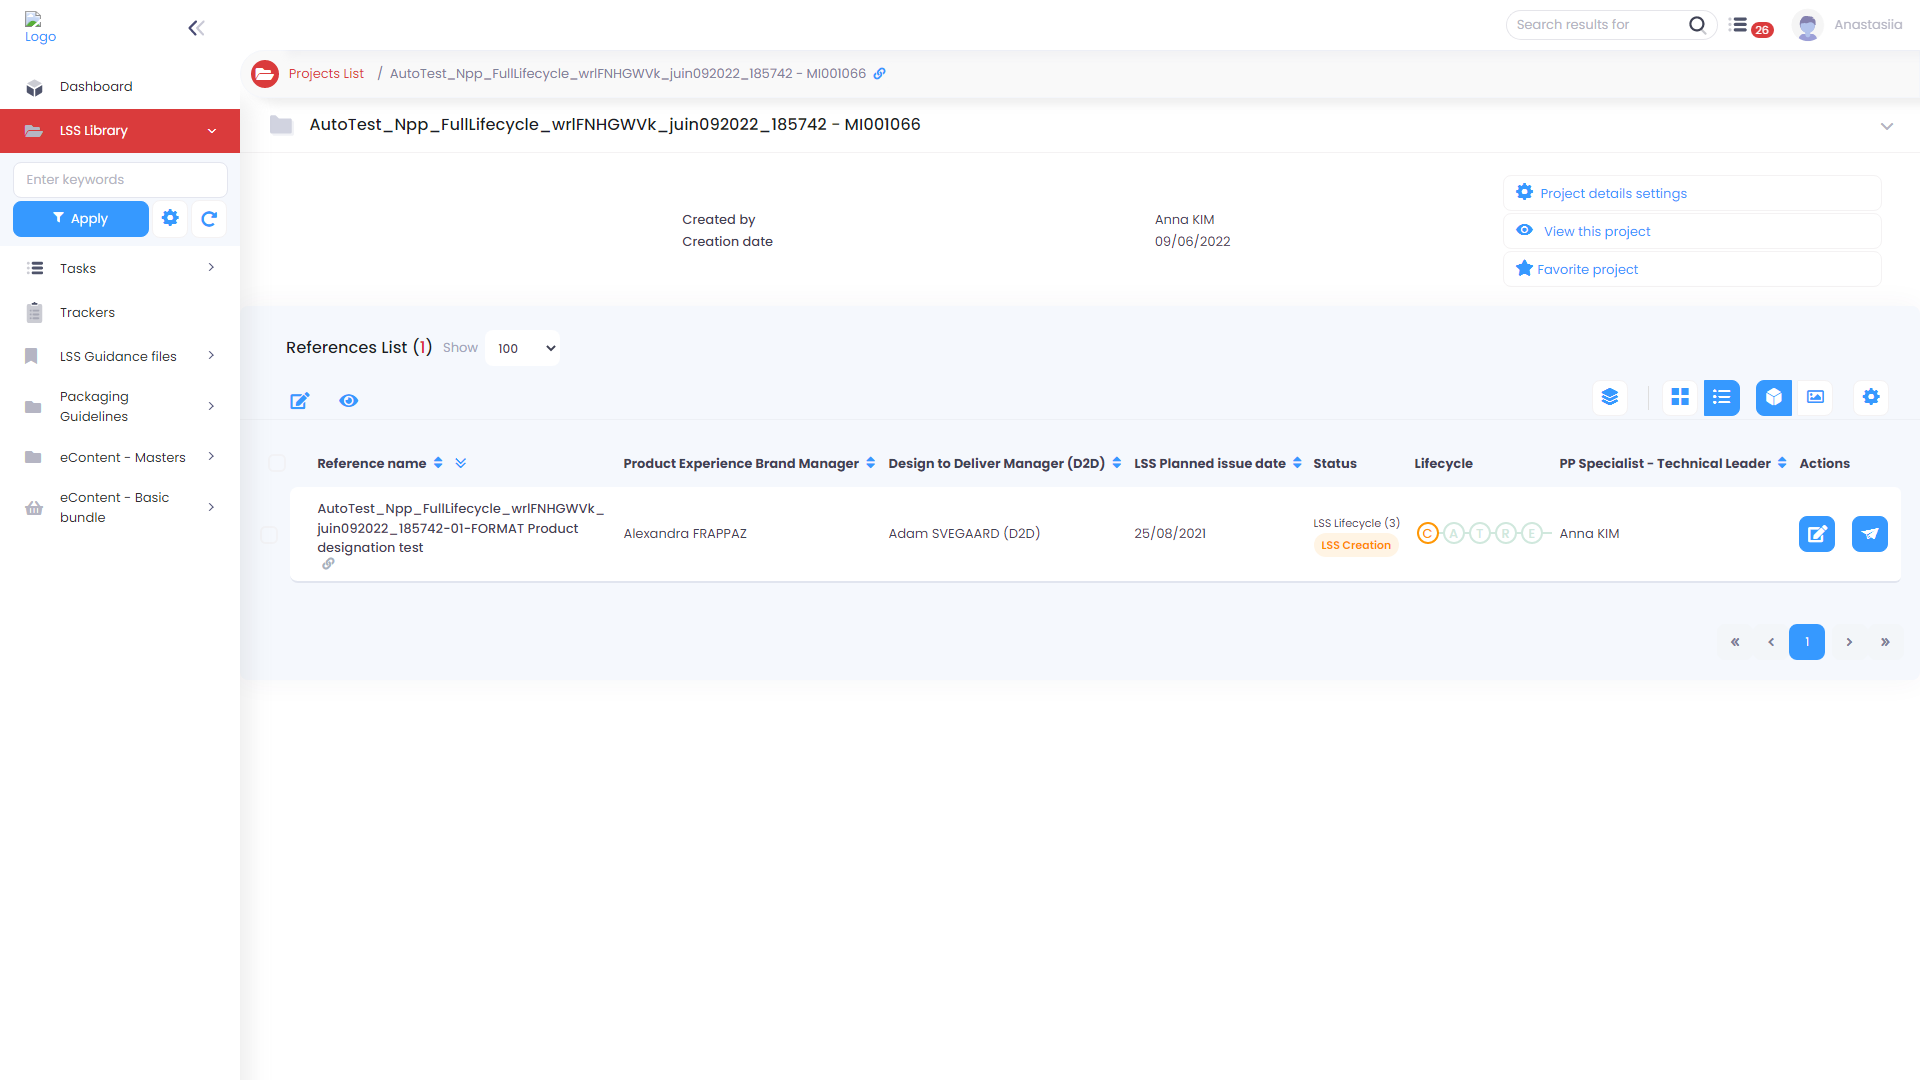 Logo
Search results for
26
Anastasiia
Dashboard
LSS Library
Enter keywords
Apply
Tasks
Trackers
LSS Guidance files
Packaging
Guidelines
eContent - Masters
eContent - Basic
bundle
Projects List / AutoTest_Npp_FullLifecycle_wrlFNHGWVk_juin092022_185742 - MI001066
AutoTest_Npp_FullLifecycle_wrlFNHGWVk_juin092022_185742 - MI001066
Created by Anna KIM
Creation date 09/06/2022
Project details settings
View this project
Favorite project
References List (1) Show 100
Reference name Product Experience Brand Manager Design to Deliver Manager (D2D) LSS Planned issue date Status Lifecycle PP Specialist - Technical Leader Actions
AutoTest_Npp_FullLifecycle_wrlFNHGWVk_
juin092022_185742-01-FORMAT Product
designation test
Alexandra FRAPPAZ
Adam SVEGAARD (D2D)
25/08/2021
LSS Lifecycle (3)
LSS Creation
C A T R E
Anna KIM
« ‹ 1 › »